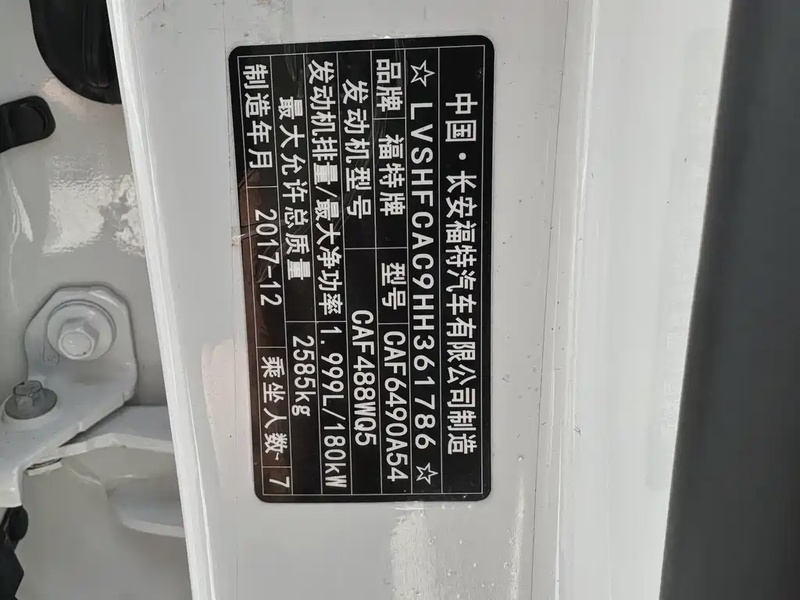 中国·长安福特汽车有限公司制造
☆LVSHFCAC9HH361786☆
品牌 福特牌 型号 CAF6490A54
发动机型号 CAF488WQ5
发动机排量/最大净功率 1.999L/180kW
最大允许总质量 2585kg
制造年月 2017-12 乘坐人数 7